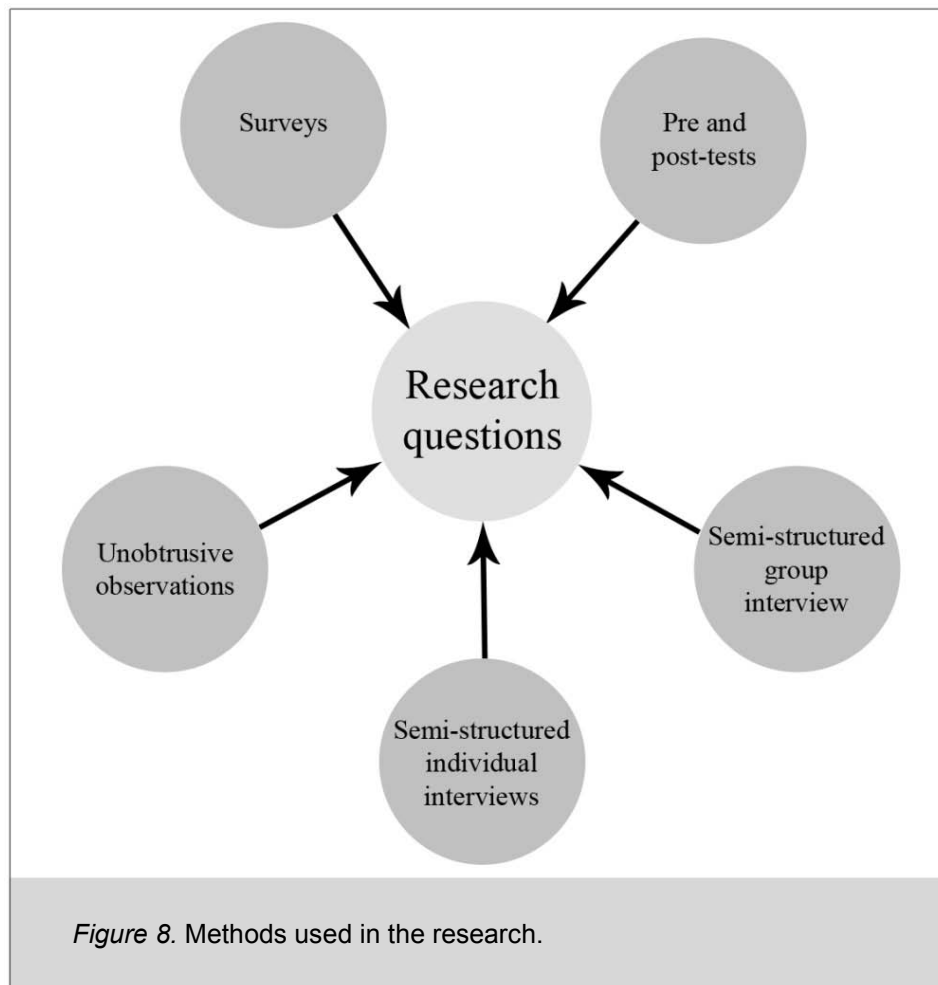 Surveys
Pre and
post-tests
Research
questions
Unobtrusive
observations
Semi-structured
group
interview
Semi-structured
individual
interviews
Figure 8. Methods used in the research.